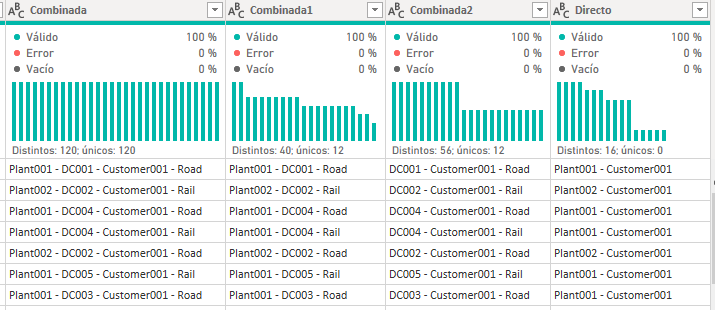 ABC Combinada ABC Combinada1 ABC Combinada2 ABC Directo
Válido 100 % Válido 100 % Válido 100 % Válido 100 %
Error 0 % Error 0 % Error 0 % Error 0 %
Vacío 0 % Vacío 0 % Vacío 0 % Vacío 0 %
Distintos: 120; únicos: 120 Distintos: 40; únicos: 12 Distintos: 56; únicos: 12 Distintos: 16; únicos: 0
Plant001 - DC001 - Customer001 - Road Plant001 - DC001 - Road DC001 - Customer001 - Road Plant001 - Customer001
Plant002 - DC002 - Customer001 - Rail Plant002 - DC002 - Rail DC002 - Customer001 - Rail Plant002 - Customer001
Plant001 - DC004 - Customer001 - Road Plant001 - DC004 - Road DC004 - Customer001 - Road Plant001 - Customer001
Plant001 - DC004 - Customer001 - Rail Plant001 - DC004 - Rail DC004 - Customer001 - Rail Plant001 - Customer001
Plant002 - DC002 - Customer001 - Road Plant002 - DC002 - Road DC002 - Customer001 - Road Plant002 - Customer001
Plant001 - DC005 - Customer001 - Rail Plant001 - DC005 - Rail DC005 - Customer001 - Rail Plant001 - Customer001
Plant001 - DC003 - Customer001 - Road Plant001 - DC003 - Road DC003 - Customer001 - Road Plant001 - Customer001